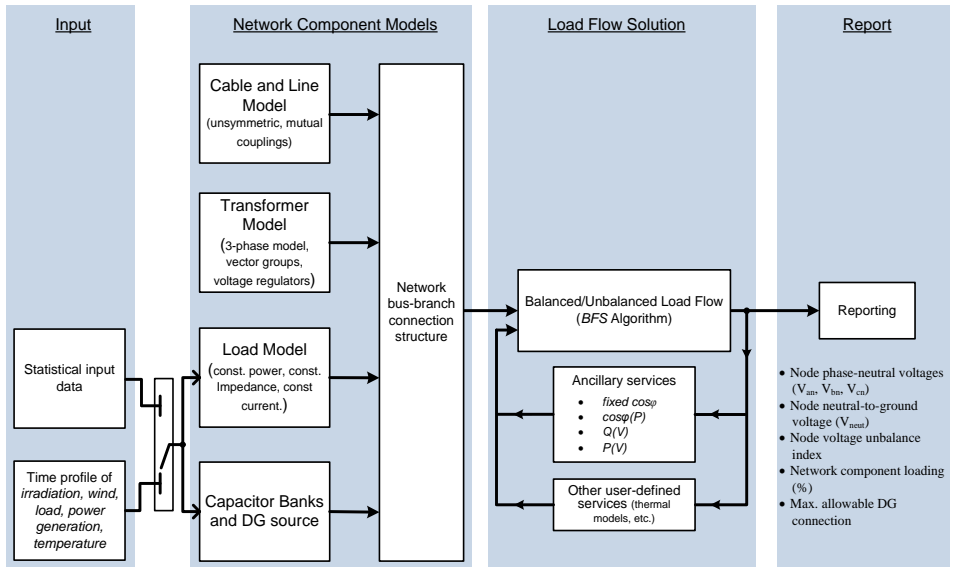 Input
Network Component Models
Load Flow Solution
Report
Cable and Line
Model
(unsymmetric, mutual
couplings)
Transformer
Model
(3-phase model,
vector groups,
voltage regulators)
Load Model
(const. power, const.
Impedance, const
current.)
Capacitor Banks
and DG source
Statistical input
data
Time profile of
irradiation, wind,
load, power
generation,
temperature
Network
bus-branch
connection
structure
Balanced/Unbalanced Load Flow
(BFS Algorithm)
Ancillary services
• fixed cosφ
• cosφ(P)
• Q(V)
• P(V)
Other user-defined
services (thermal
models, etc.)
Reporting
• Node phase-neutral voltages
(Van, Vbn, Vcn)
• Node neutral-to-ground
voltage (Vneut)
• Node voltage unbalance
index
• Network component loading
(%)
• Max. allowable DG
connection